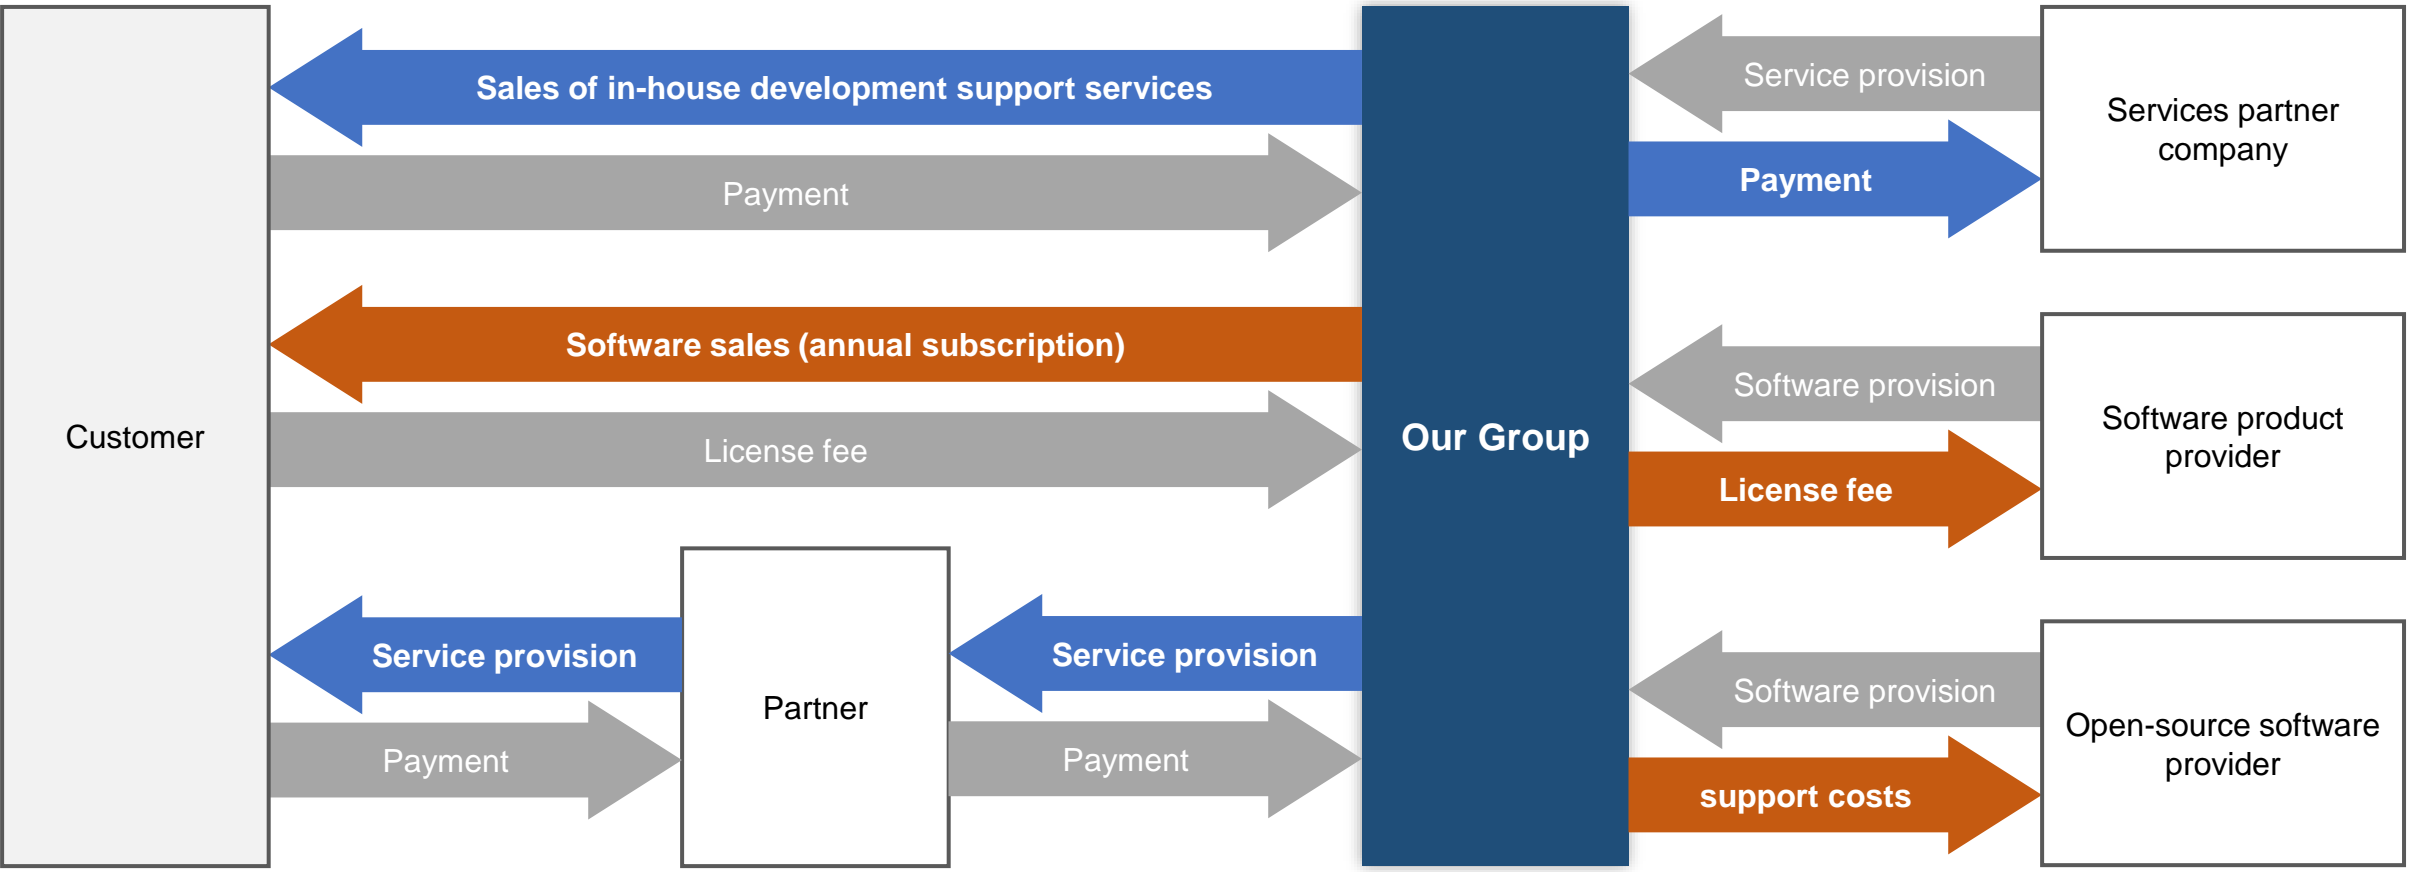 Customer
Sales of in-house development support services
Payment
Software sales (annual subscription)
License fee
Service provision
Payment
Partner
Service provision
Payment
Our Group
Service provision
Payment
Services partner
company
Software provision
License fee
Software product
provider
Software provision
support costs
Open-source software
provider